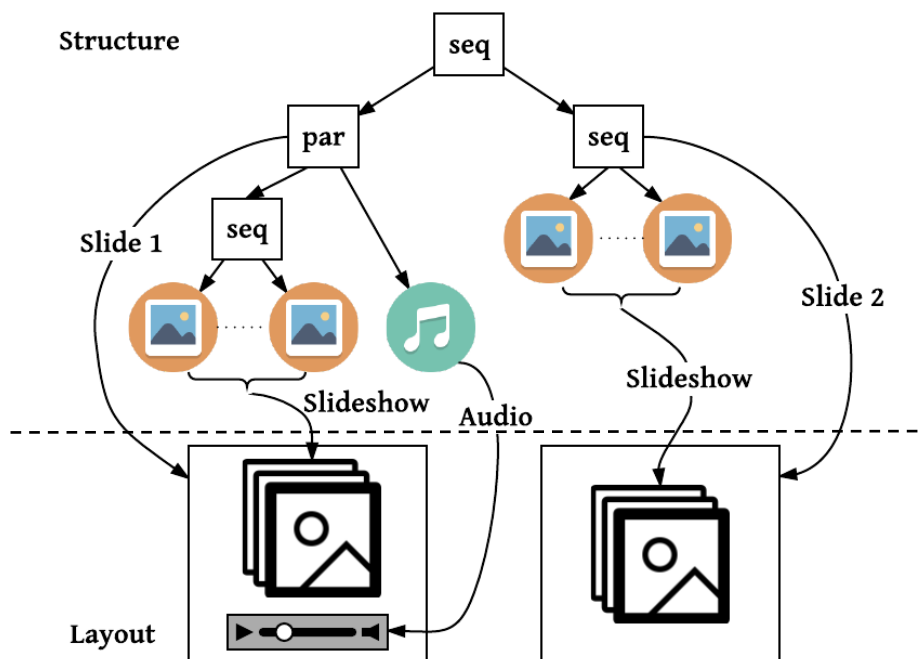 Structure
seq
par
seq
seq
Slide 1
Slide 2
Slideshow
Slideshow
Audio
Layout